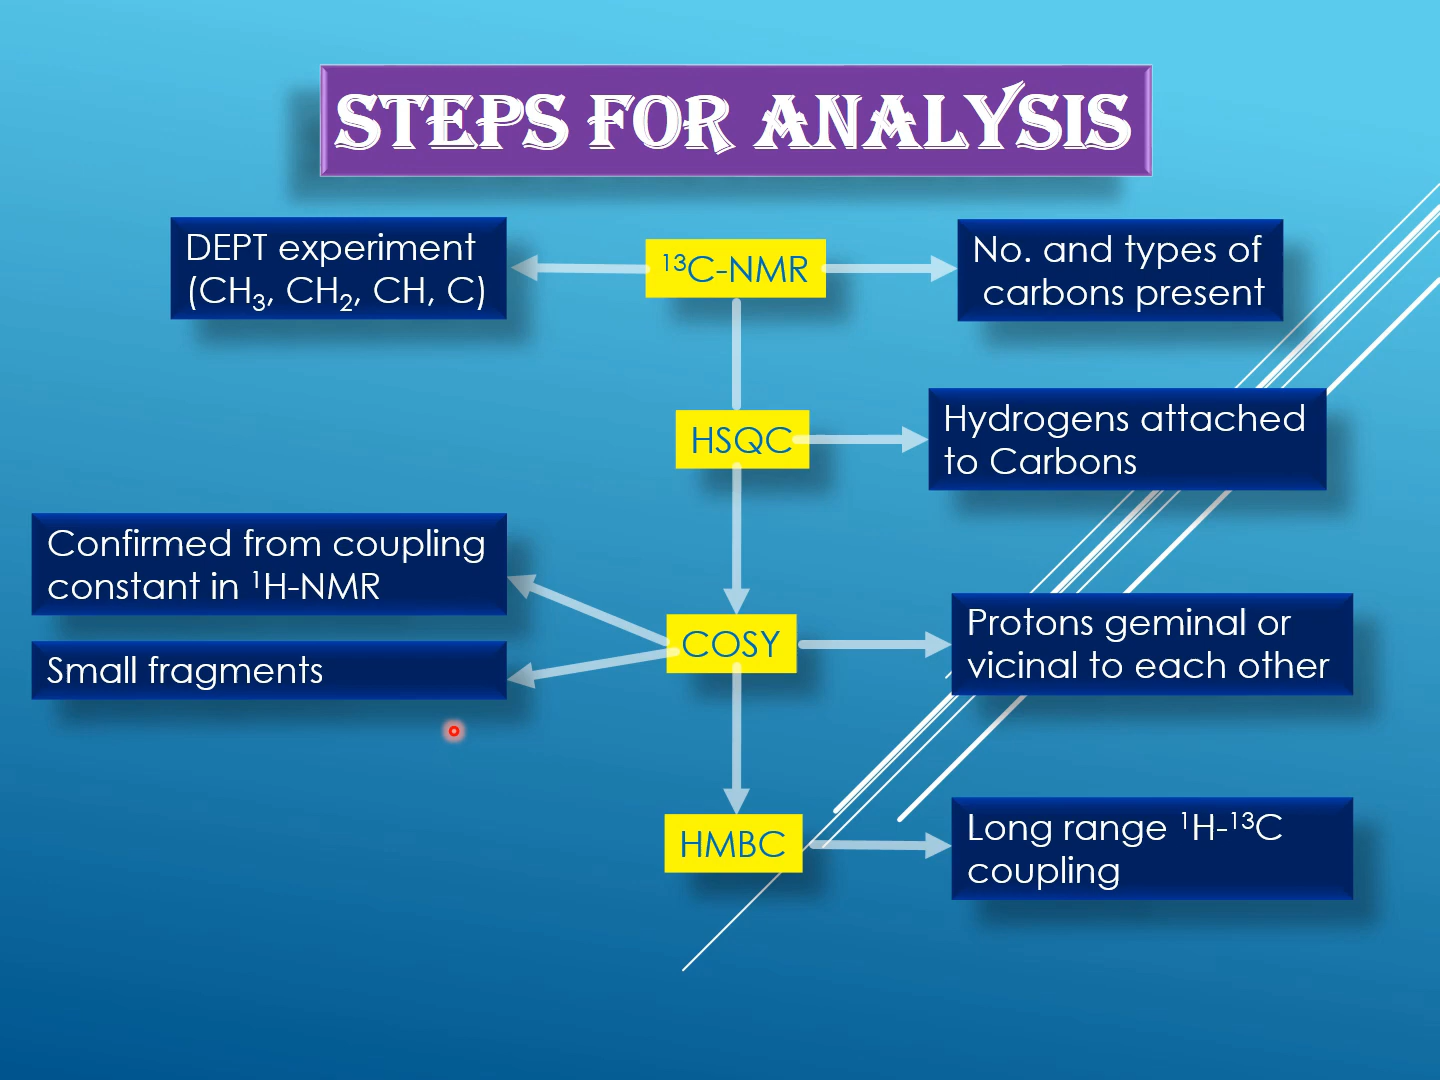 STEPS FOR ANALYSIS
DEPT experiment
(CH₃, CH₂, CH, C)
¹³C-NMR
No. and types of
carbons present
HSQC
Hydrogens attached
to Carbons
Confirmed from coupling
constant in ¹H-NMR
Small fragments
COSY
Protons geminal or
vicinal to each other
HMBC
Long range ¹H-¹³C
coupling